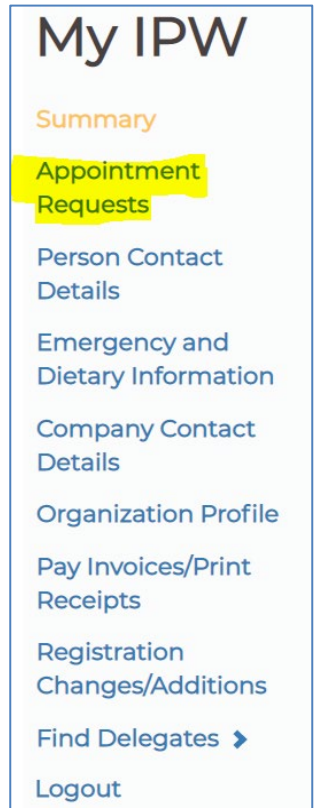 My IPW
Summary
Appointment
Requests
Person Contact
Details
Emergency and
Dietary Information
Company Contact
Details
Organization Profile
Pay Invoices/Print
Receipts
Registration
Changes/Additions
Find Delegates >
Logout